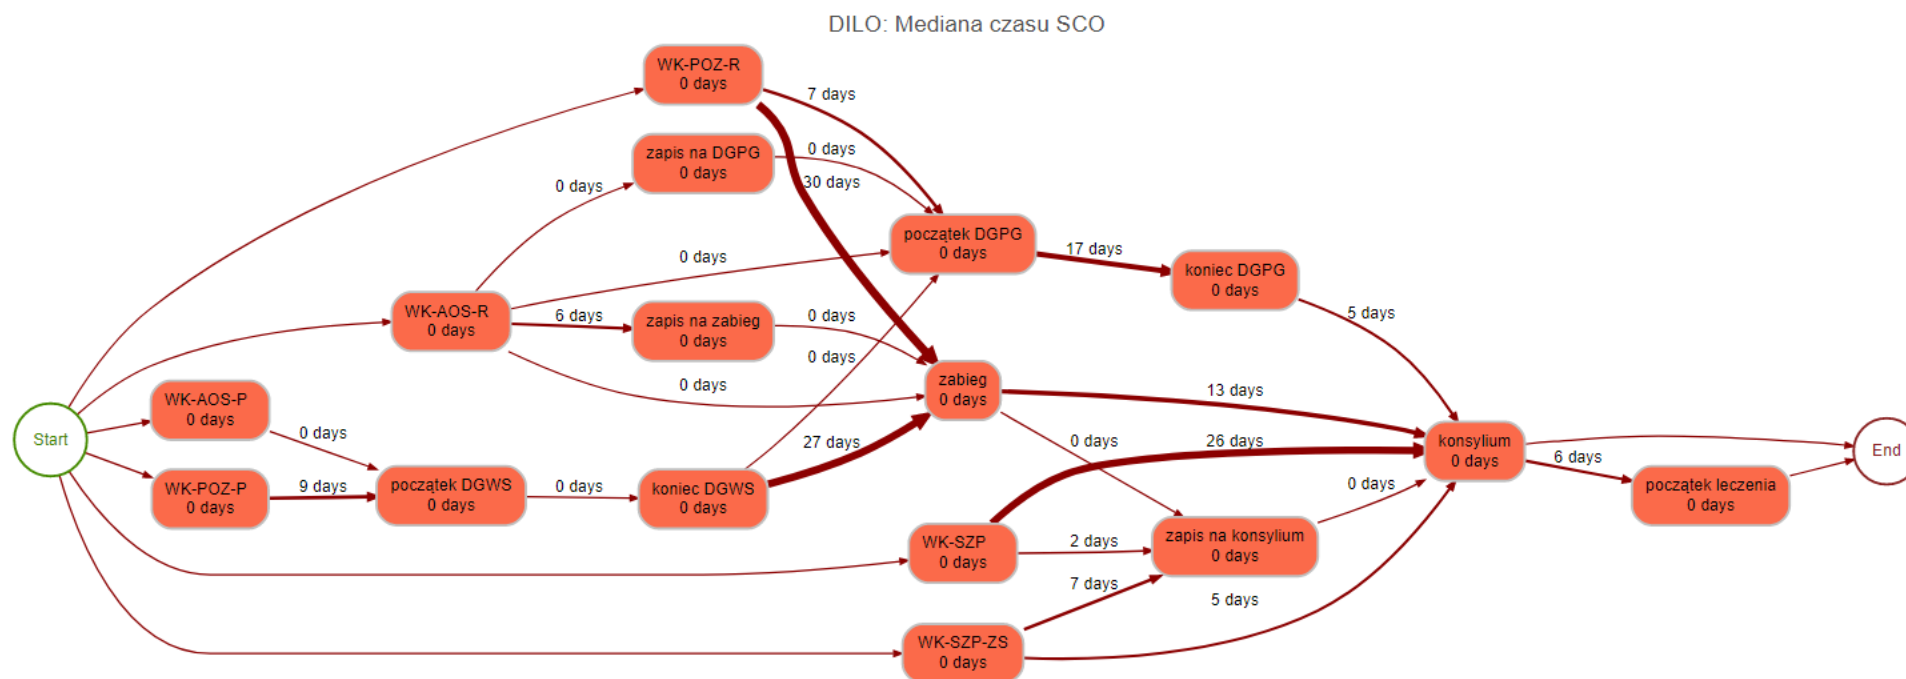 DILO: Mediana czasu SCO
WK-POZ-R
0 days
7 days
zapis na DGPG
0 days
0 days
30 days
0 days
początek DGPG
0 days
17 days
koniec DGPG
0 days
0 days
WK-AOS-R
0 days
6 days
zapis na zabieg
0 days
0 days
5 days
0 days
0 days
zabieg
0 days
13 days
WK-AOS-P
0 days
0 days
27 days
0 days
26 days
konsylium
0 days
6 days
Start
End
WK-POZ-P
0 days
9 days
początek DGWS
0 days
0 days
koniec DGWS
0 days
0 days
początek leczenia
0 days
WK-SZP
0 days
2 days
zapis na konsylium
0 days
7 days
5 days
WK-SZP-ZS
0 days